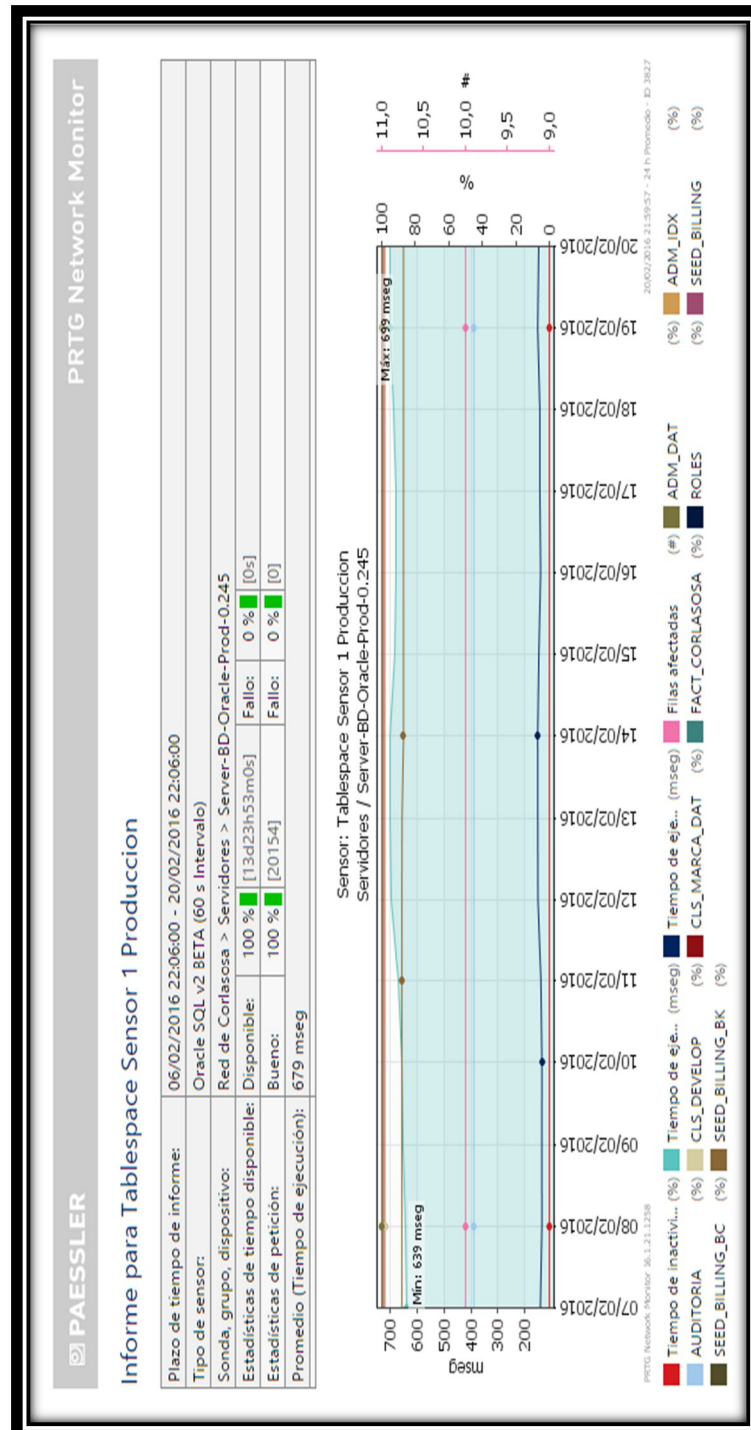 PAESSLER
PRTG Network Monitor
Informe para Tablespace Sensor 1 Produccion
Plazo de tiempo de informe: 06/02/2016 22:06:00 - 20/02/2016 22:06:00
Tipo de sensor: Oracle SQL v2 BETA (60 s Intervalo)
Sonda, grupo, dispositivo: Red de Corlasosa > Servidores > Server-BD-Oracle-Prod-0.245
Estadísticas de tiempo disponible: Disponible: 100 % [13d23h53m0s] Fallo: 0 % [0s]
Estadísticas de petición: Bueno: 100 % [20154] Fallo: 0 % [0]
Promedio (Tiempo de ejecución): 679 mseg
Sensor: Tablespace Sensor 1 Produccion
Servidores / Server-BD-Oracle-Prod-0.245
mseg
700
600
500
400
300
200
Mín: 639 mseg
Máx: 699 mseg
%
100
80
60
40
20
0
#
11,0
10,5
10,0
9,5
9,0
07/02/2016
08/02/2016
09/02/2016
10/02/2016
11/02/2016
12/02/2016
13/02/2016
14/02/2016
15/02/2016
16/02/2016
17/02/2016
18/02/2016
19/02/2016
20/02/2016
PRTG Network Monitor 16.1.21.1258
20/02/2016 21:59:57 - 24 h Promedio - ID 3827
Tiempo de inactivi... (%) Tiempo de eje... (mseg) Tiempo de eje... (mseg) Filas afectadas (#) ADM_DAT (%) ADM_IDX (%)
AUDITORIA (%) CLS_DEVELOP (%) CLS_MARCA_DAT (%) FACT_CORLASOSA (%) ROLES (%) SEED_BILLING (%)
SEED_BILLING_BC (%) SEED_BILLING_BK (%)